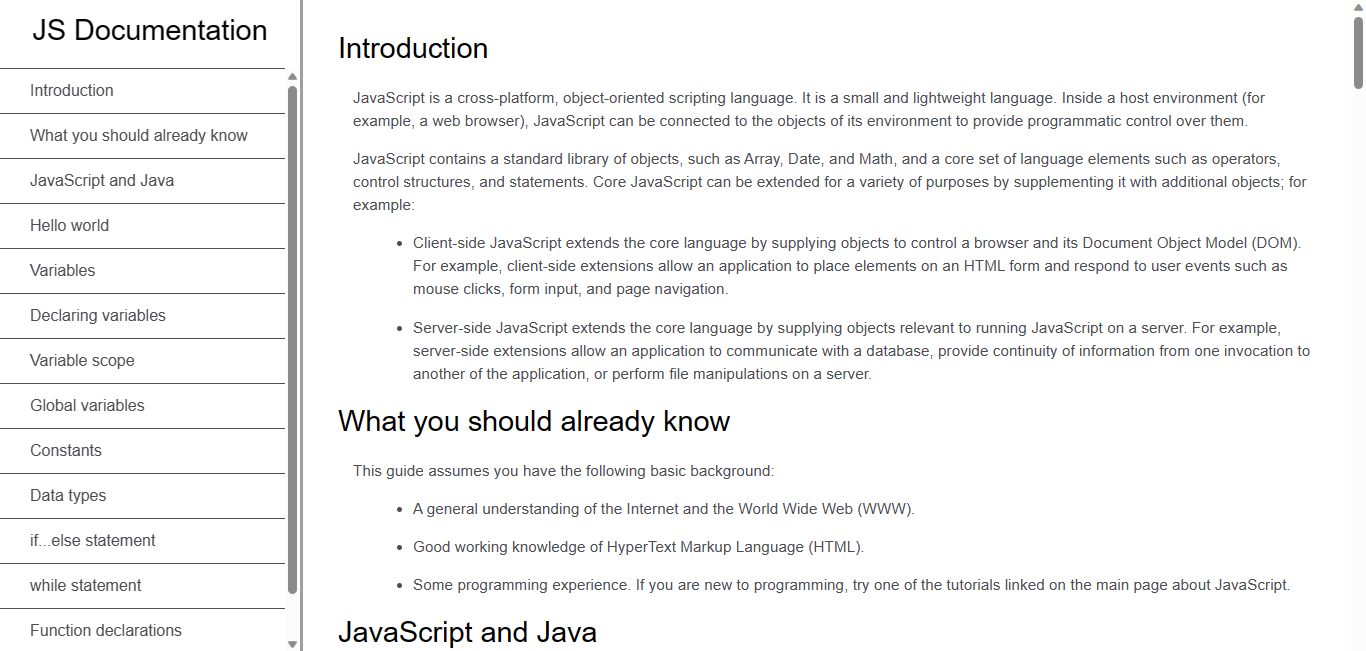 JS Documentation
Introduction
What you should already know
JavaScript and Java
Hello world
Variables
Declaring variables
Variable scope
Global variables
Constants
Data types
if...else statement
while statement
Function declarations
Introduction
JavaScript is a cross-platform, object-oriented scripting language. It is a small and lightweight language. Inside a host environment (for
example, a web browser), JavaScript can be connected to the objects of its environment to provide programmatic control over them.
JavaScript contains a standard library of objects, such as Array, Date, and Math, and a core set of language elements such as operators,
control structures, and statements. Core JavaScript can be extended for a variety of purposes by supplementing it with additional objects; for
example:
• Client-side JavaScript extends the core language by supplying objects to control a browser and its Document Object Model (DOM).
For example, client-side extensions allow an application to place elements on an HTML form and respond to user events such as
mouse clicks, form input, and page navigation.
• Server-side JavaScript extends the core language by supplying objects relevant to running JavaScript on a server. For example,
server-side extensions allow an application to communicate with a database, provide continuity of information from one invocation to
another of the application, or perform file manipulations on a server.
What you should already know
This guide assumes you have the following basic background:
• A general understanding of the Internet and the World Wide Web (WWW).
• Good working knowledge of HyperText Markup Language (HTML).
• Some programming experience. If you are new to programming, try one of the tutorials linked on the main page about JavaScript.
JavaScript and Java